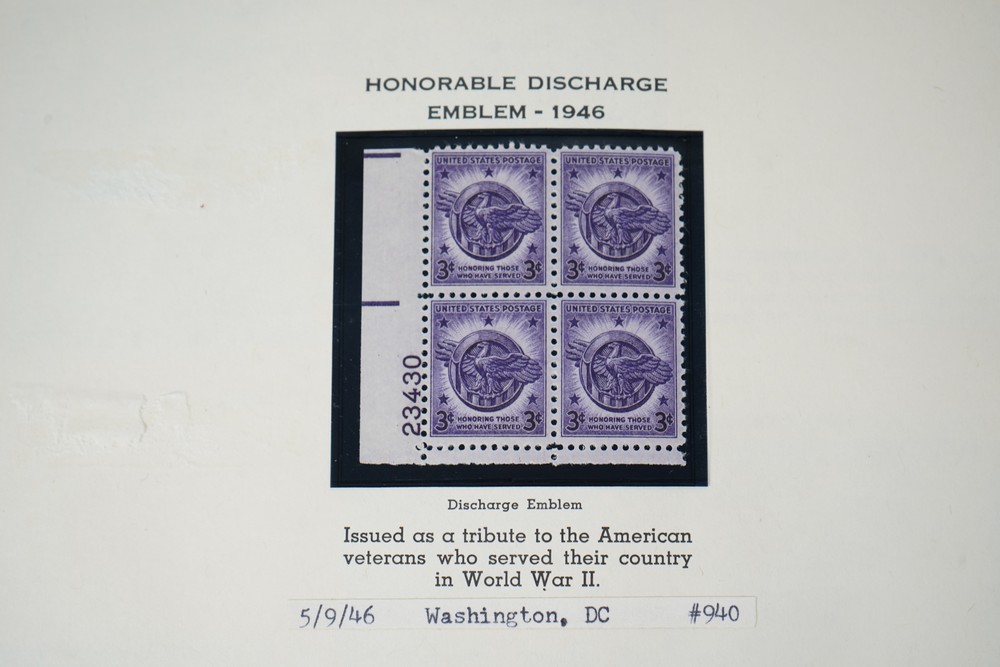 HONORABLE DISCHARGE
EMBLEM - 1946
UNITED STATES POSTAGE UNITED STATES POSTAGE
3¢ HONORING THOSE 3¢ 3¢ HONORING THOSE 3¢
WHO HAVE SERVED WHO HAVE SERVED
UNITED STATES POSTAGE UNITED STATES POSTAGE
3¢ HONORING THOSE 3¢ 3¢ HONORING THOSE 3¢
WHO HAVE SERVED WHO HAVE SERVED
23430
Discharge Emblem
Issued as a tribute to the American
veterans who served their country
in World War II.
5/9/46 Washington, DC #940